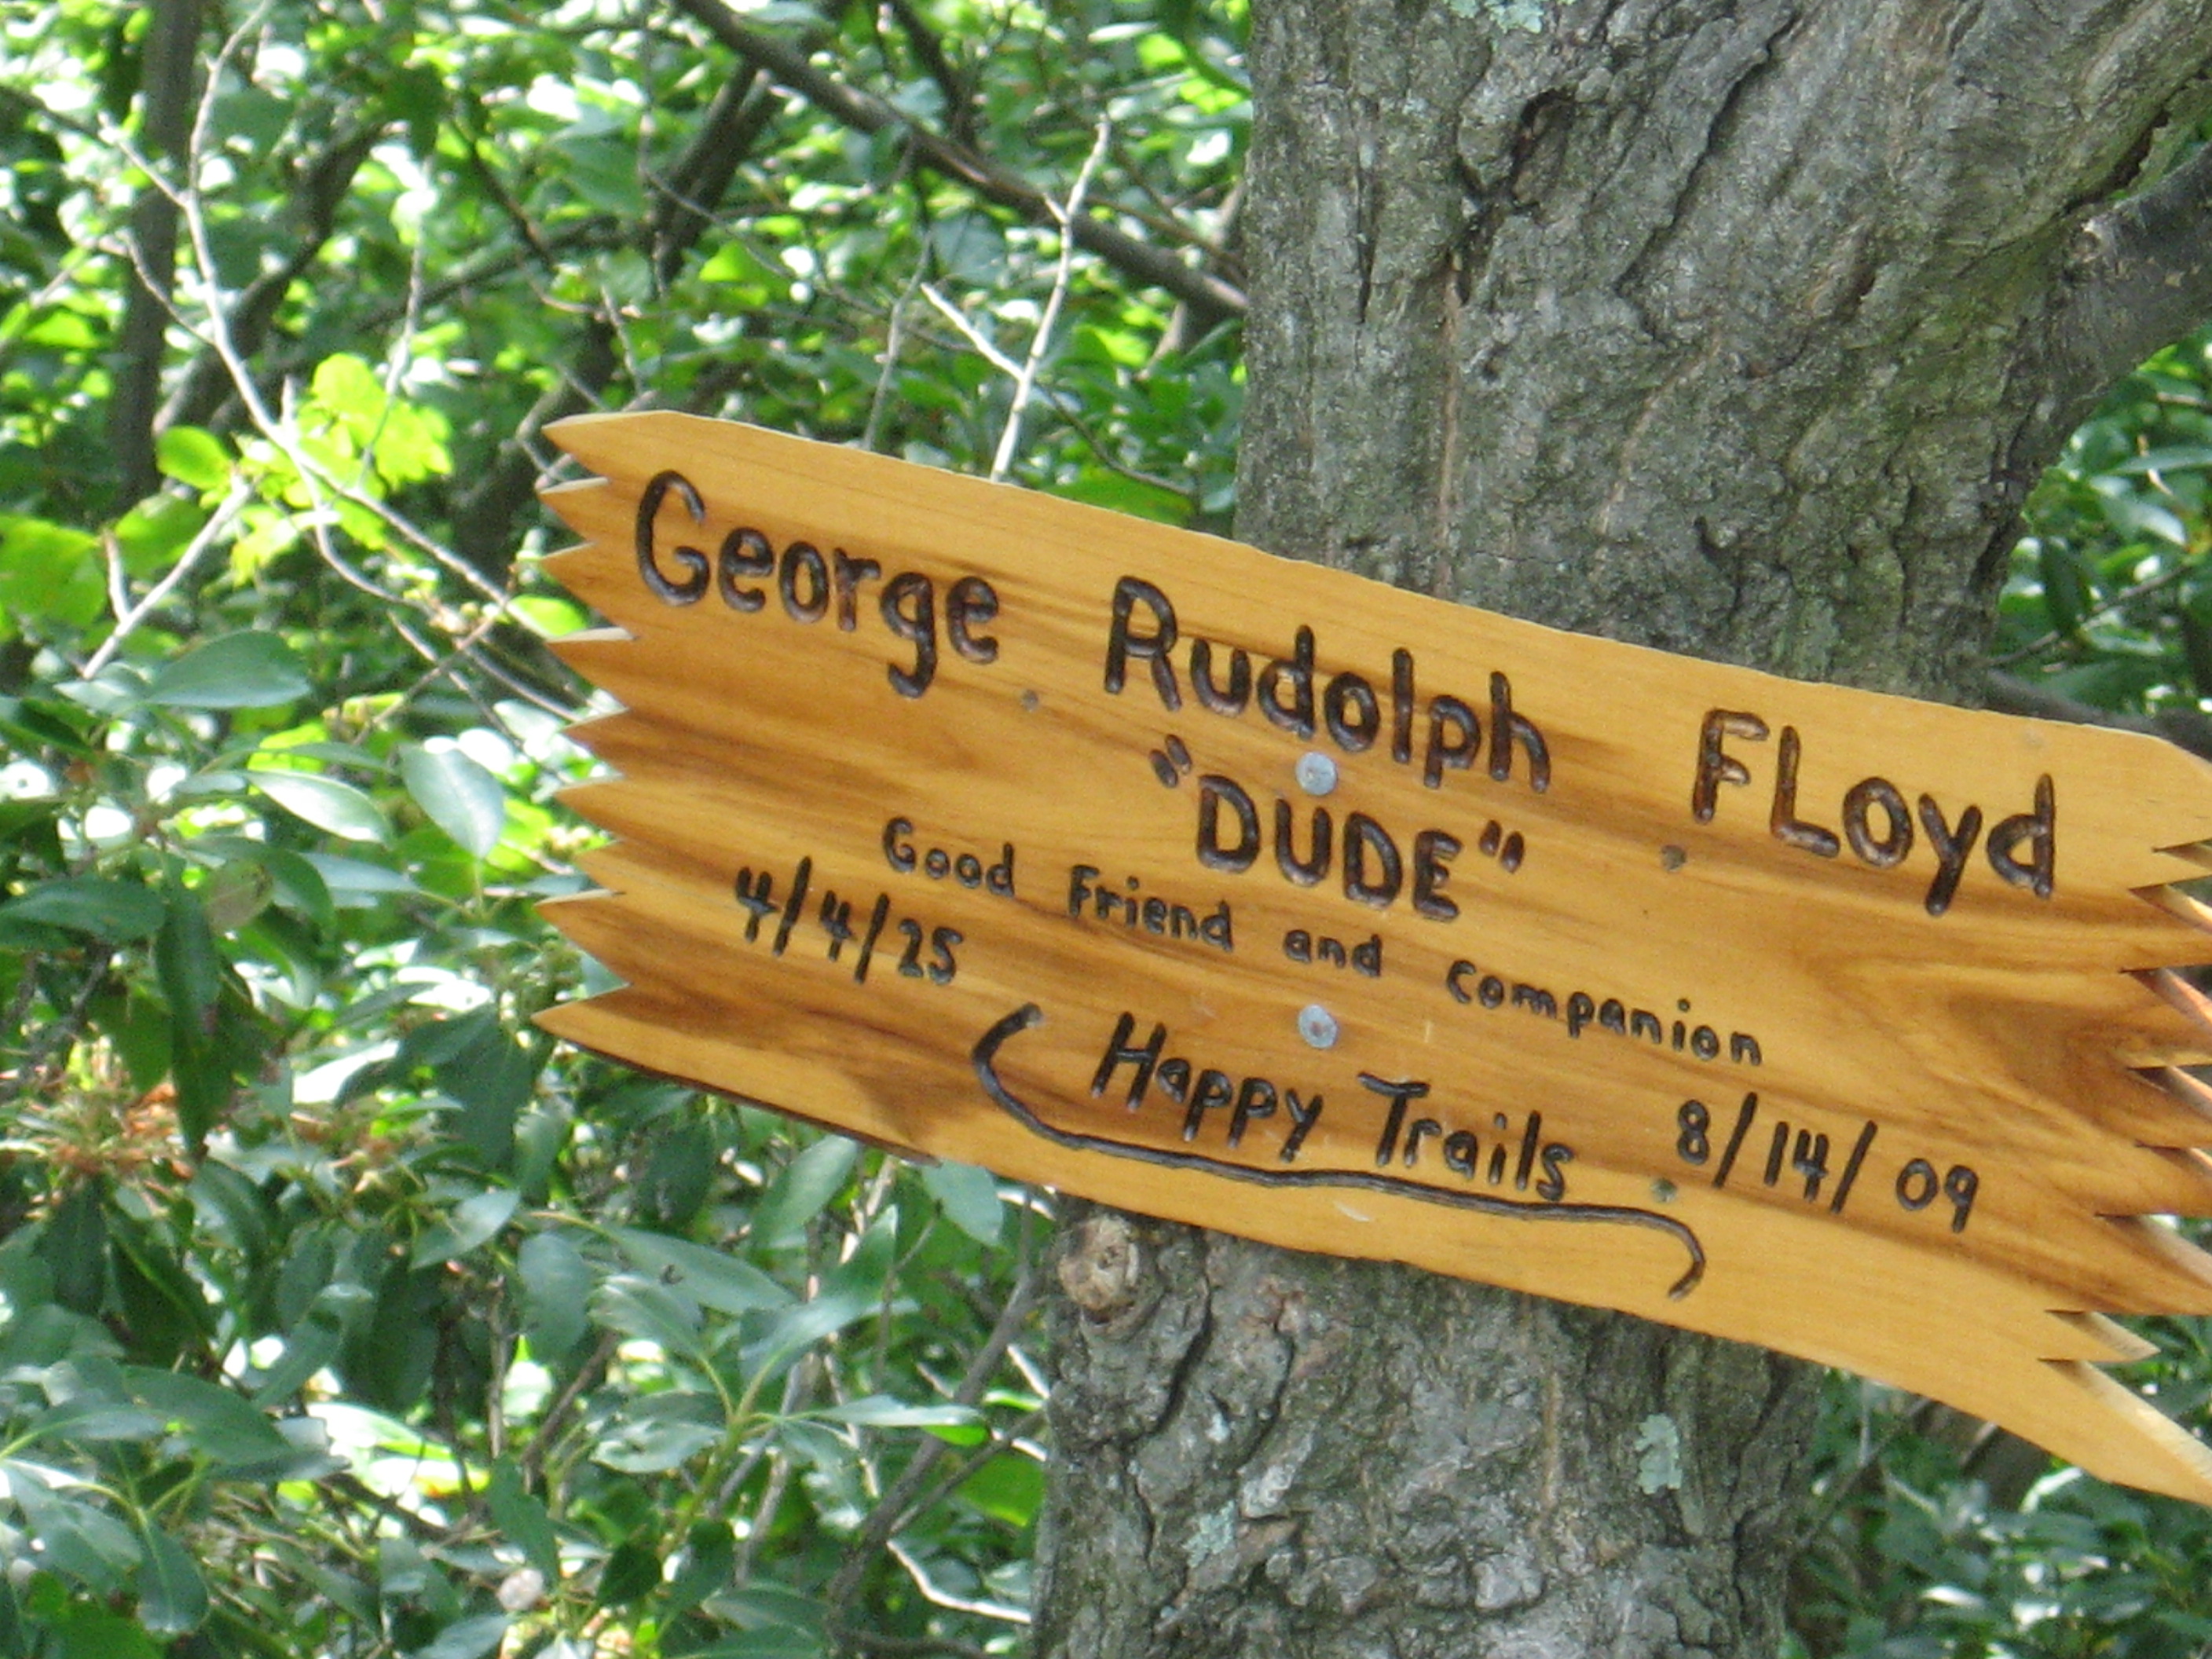 George Rudolph FLoyd
"DUDE"
Good Friend and Companion
4/4/25 Happy Trails 8/14/09